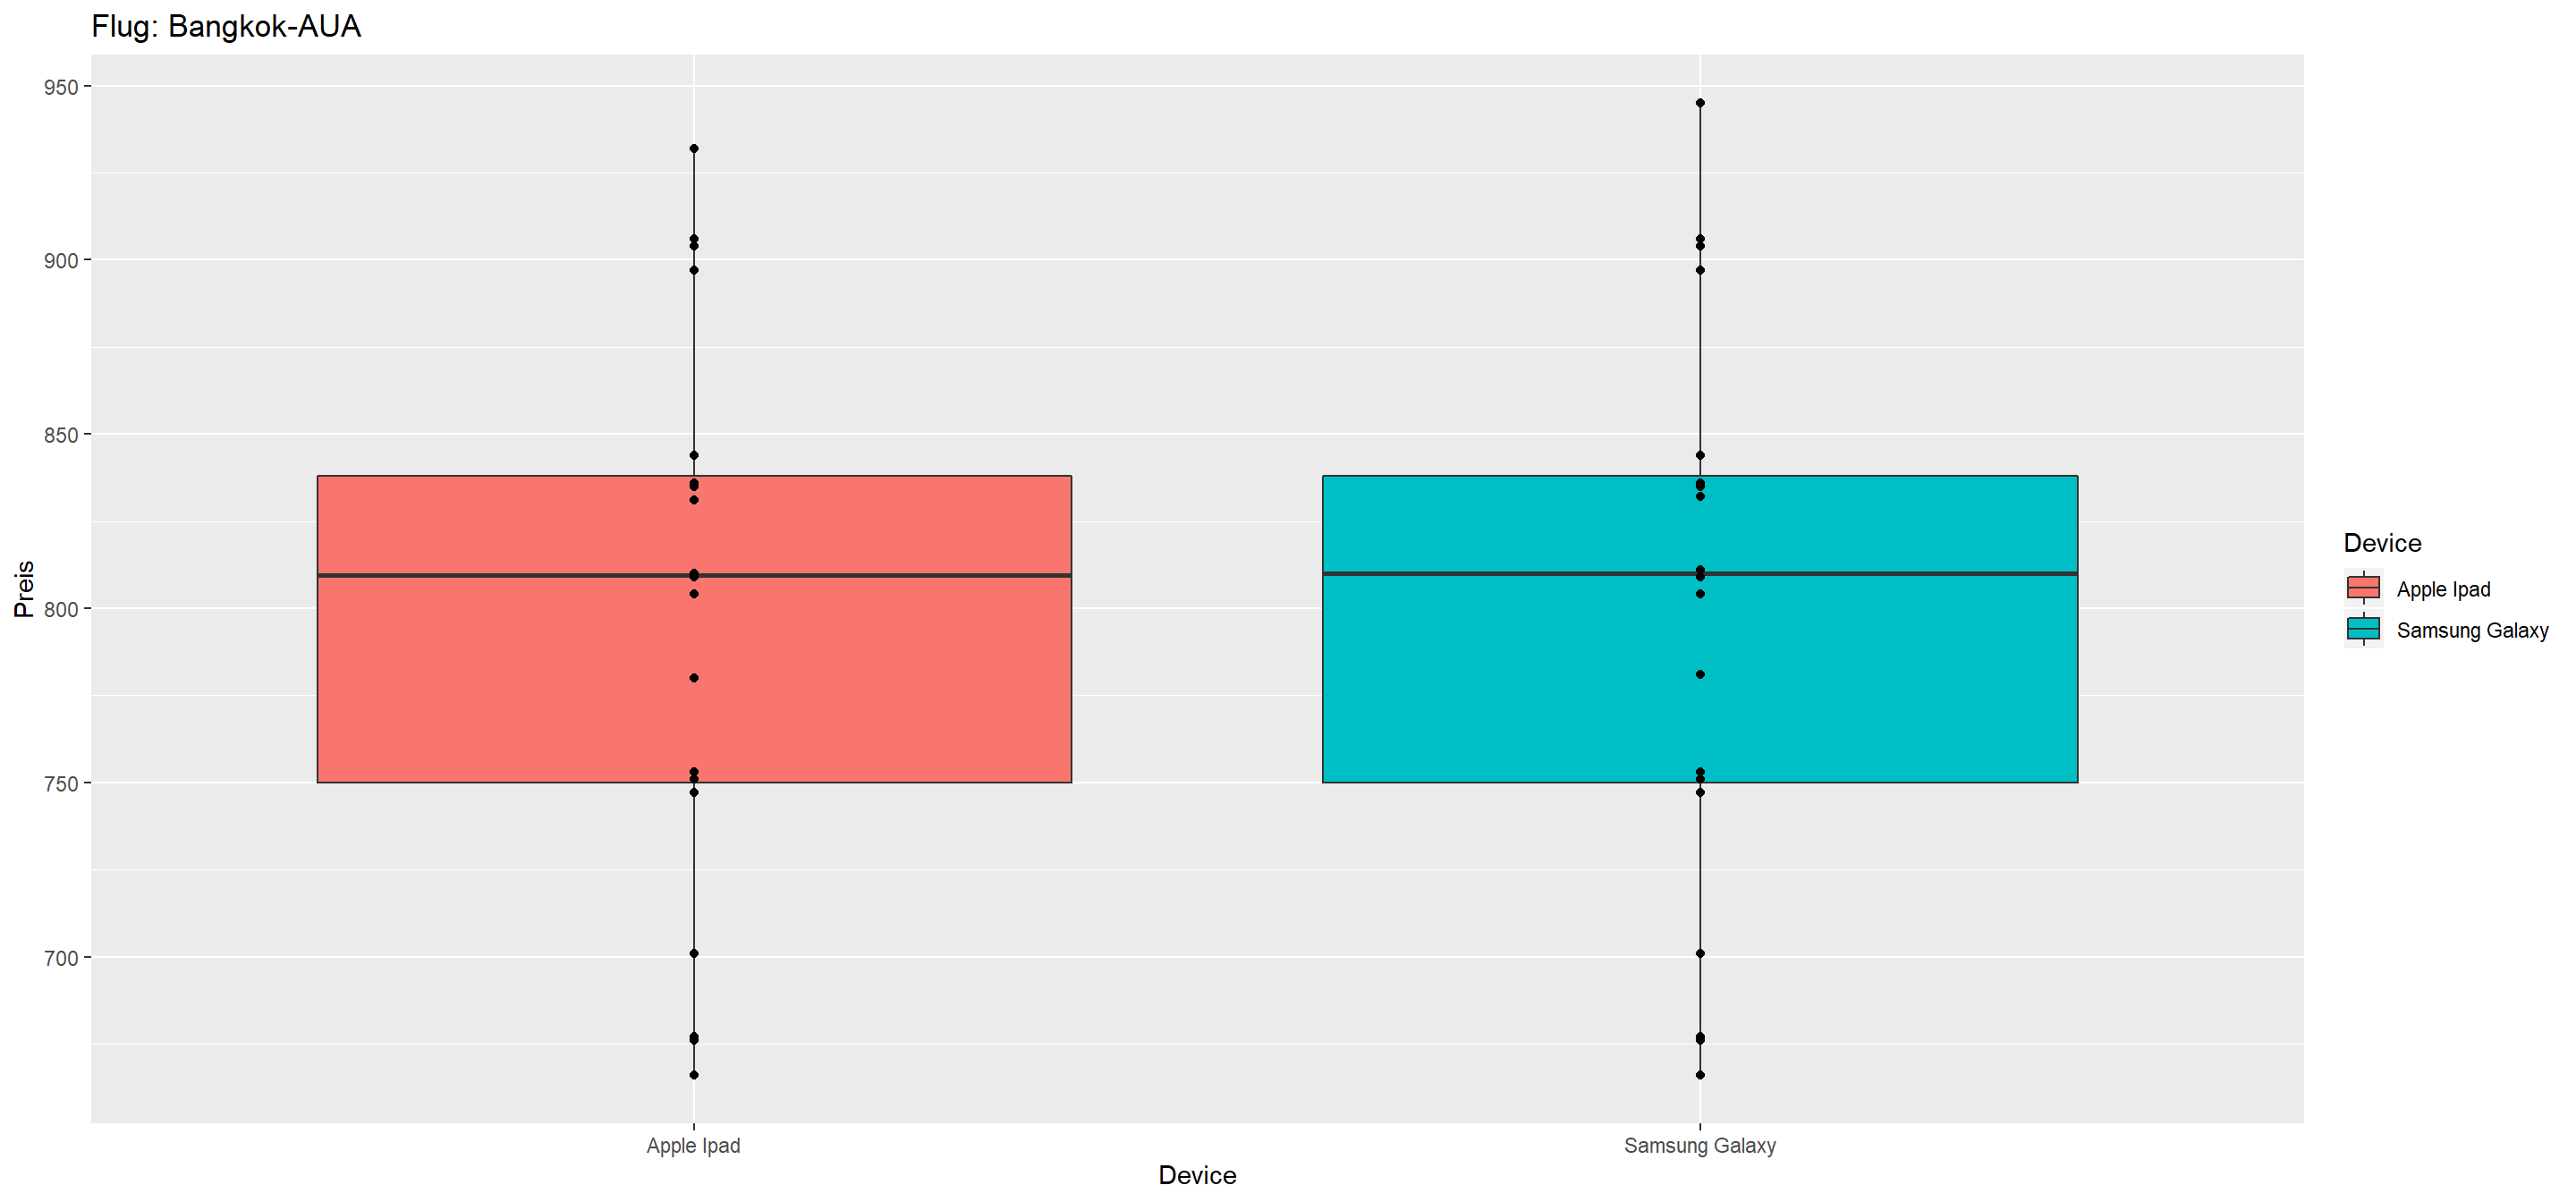 Flug: Bangkok-AUA
950
900
850
800
750
700
Preis
Apple Ipad
Samsung Galaxy
Device
Device
Apple Ipad
Samsung Galaxy